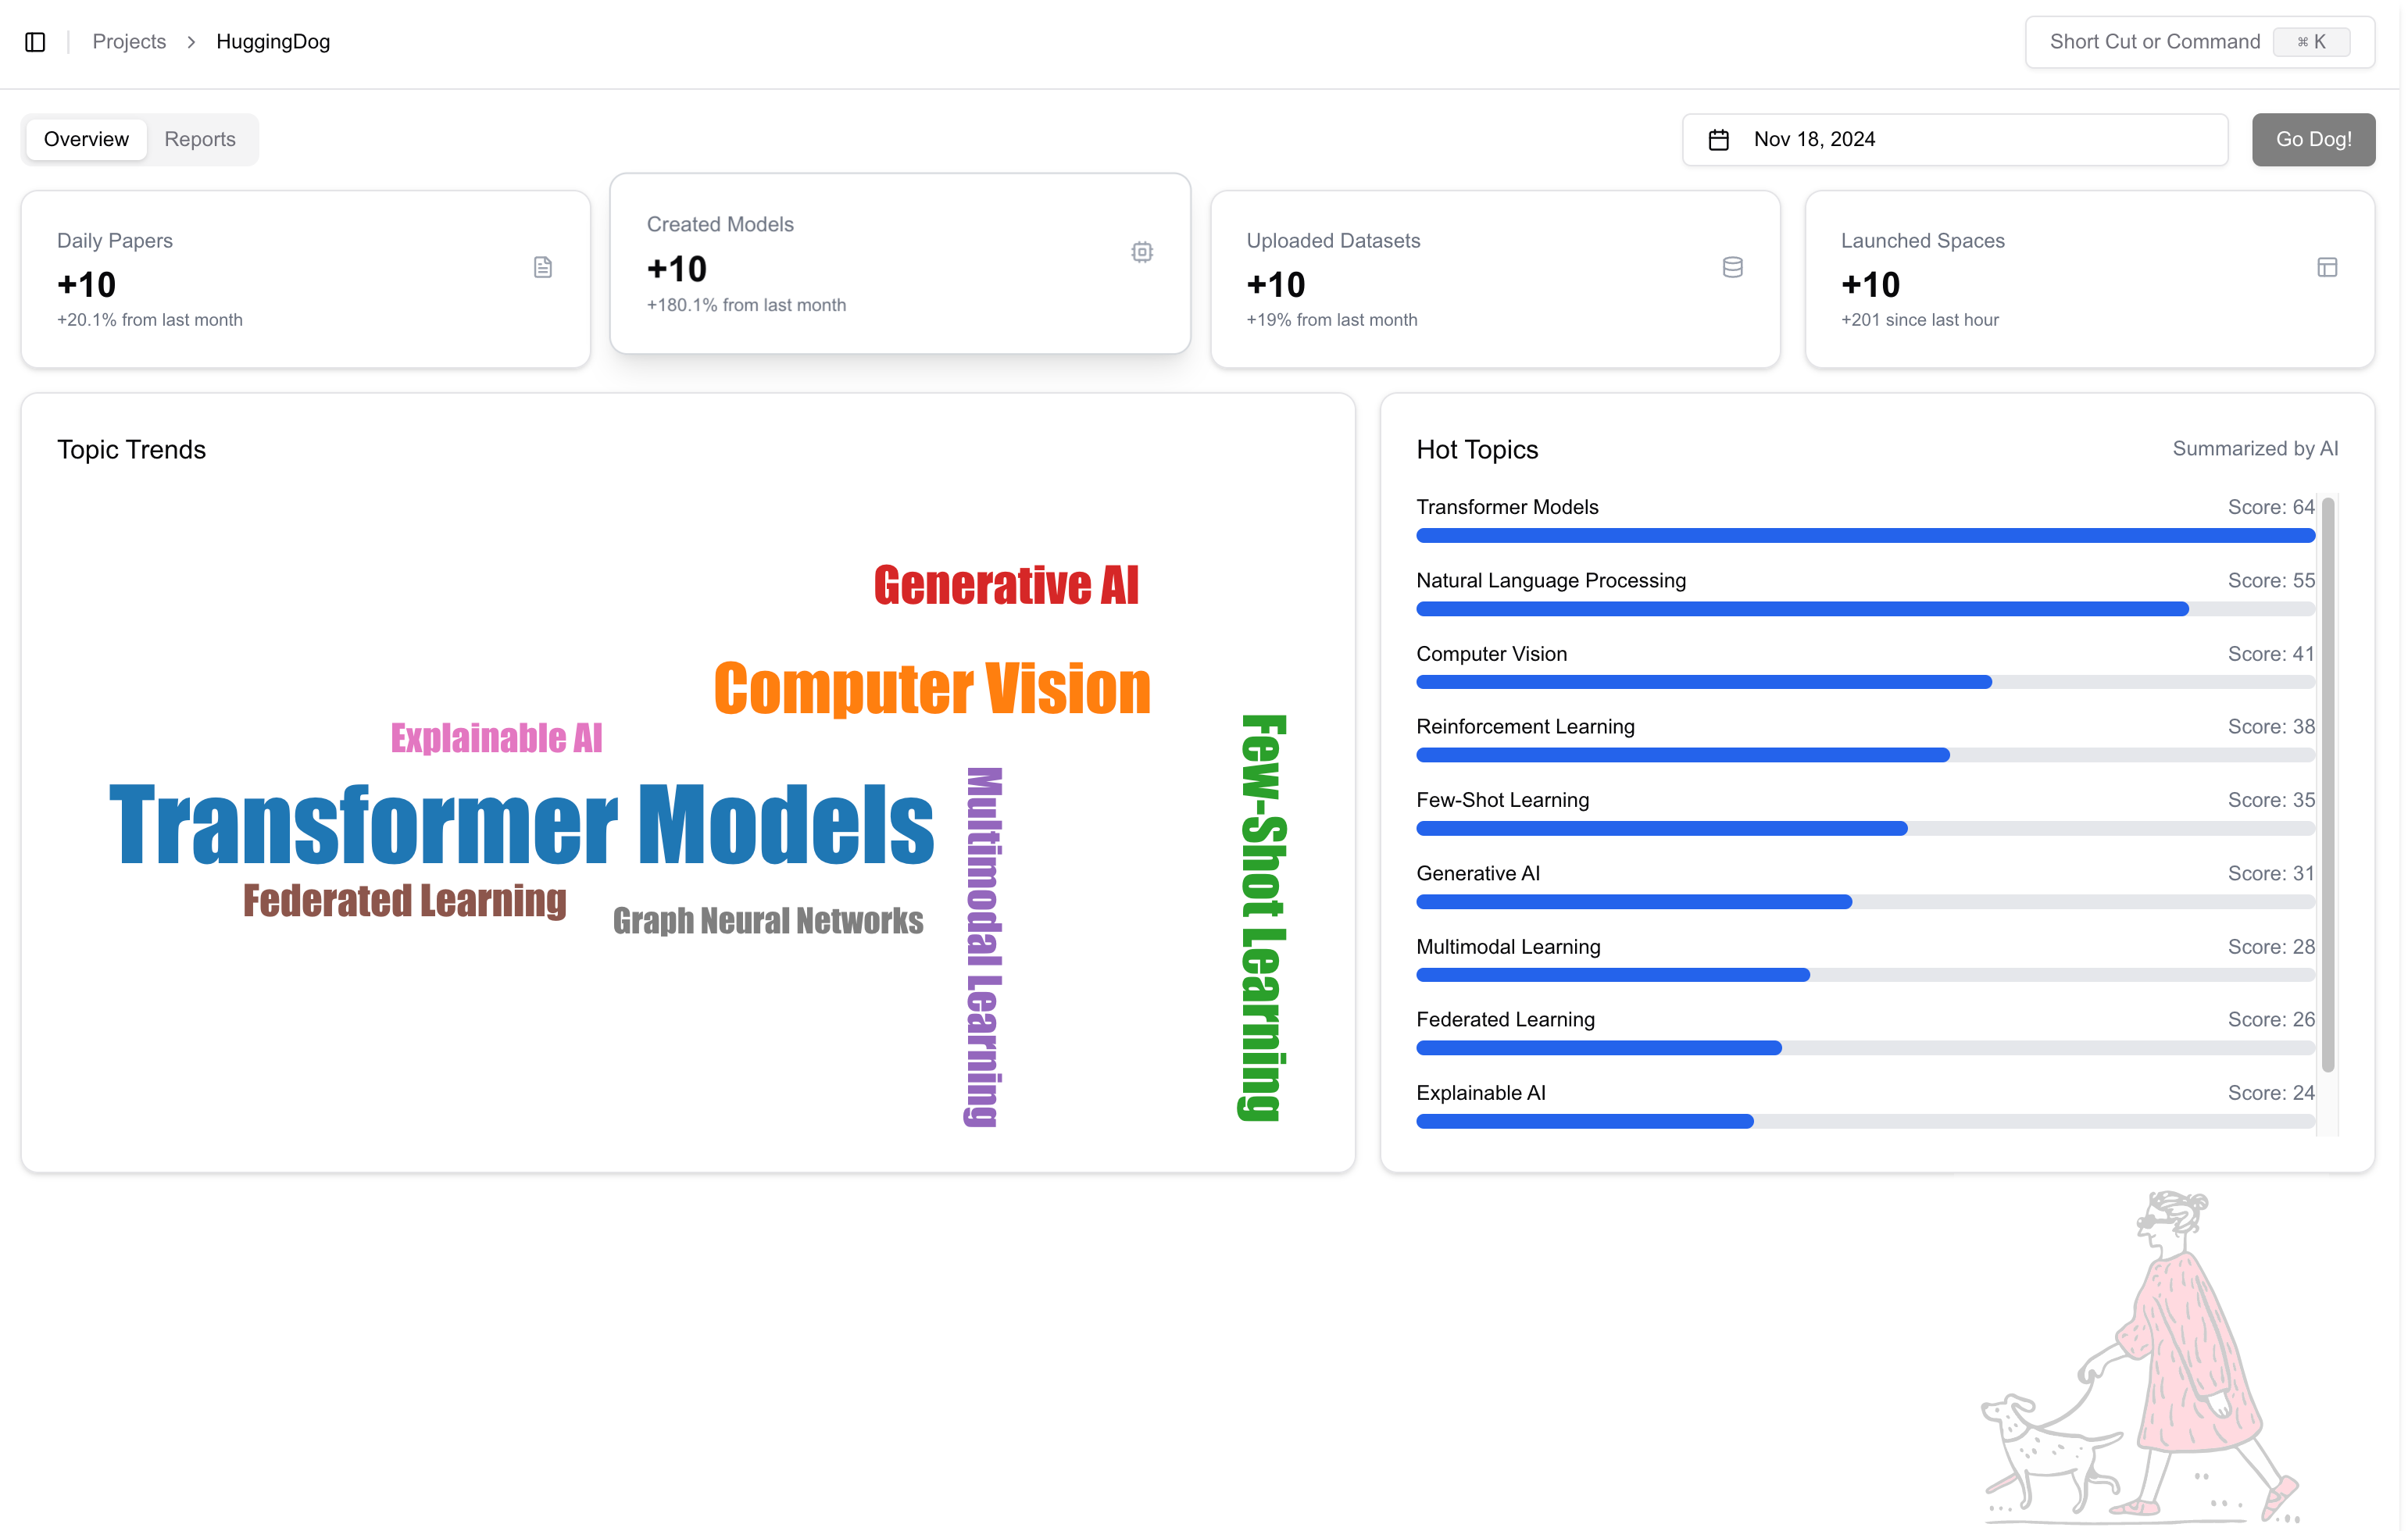 Projects > HuggingDog
Short Cut or Command ⌘ K
Overview
Reports
Nov 18, 2024
Go Dog!
Daily Papers
+10
+20.1% from last month
Created Models
+10
+180.1% from last month
Uploaded Datasets
+10
+19% from last month
Launched Spaces
+10
+201 since last hour
Topic Trends
Generative AI
Computer Vision
Explainable AI
Transformer Models
Federated Learning
Graph Neural Networks
Multimodal Learning
Few-Shot Learning
Hot Topics
Summarized by AI
Transformer Models Score: 64
Natural Language Processing Score: 55
Computer Vision Score: 41
Reinforcement Learning Score: 38
Few-Shot Learning Score: 35
Generative AI Score: 31
Multimodal Learning Score: 28
Federated Learning Score: 26
Explainable AI Score: 24